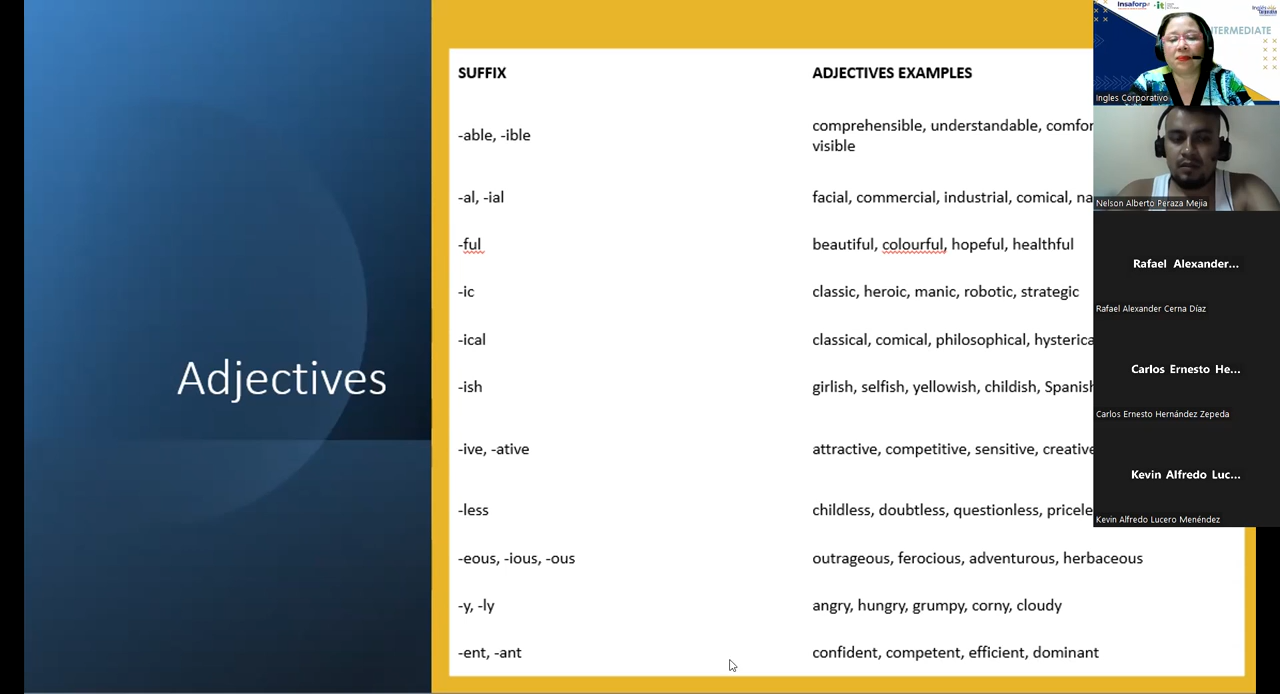 SUFFIX ADJECTIVES EXAMPLES
-able, -ible comprehensible, understandable,
visible
-al, -ial facial, commercial, industrial, comical,
-ful beautiful, colourful, hopeful, healthful
-ic classic, heroic, manic, robotic, strategic
-ical classical, comical, philosophical,
-ish girlish, selfish, yellowish, childish, Spanish
-ive, -ative attractive, competitive, sensitive, creative
-less childless, doubtless, questionless,
-eous, -ious, -ous outrageous, ferocious, adventurous, herbaceous
-y, -ly angry, hungry, grumpy, corny, cloudy
-ent, -ant confident, competent, efficient, dominant
Adjectives
Insaforp
Ingles Corporativo
Nelson Alberto Peraza Mejia
Rafael Alexander...
Rafael Alexander Cerna Díaz
Carlos Ernesto He...
Carlos Ernesto Hernández Zepeda
Kevin Alfredo Luc...
Kevin Alfredo Lucero Menéndez